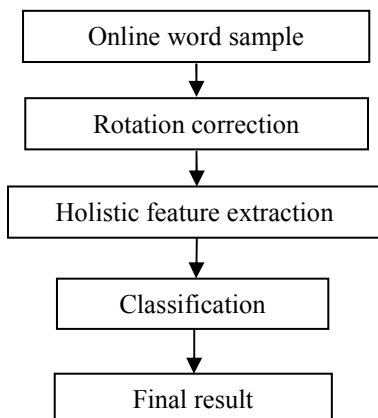 Online word sample
Rotation correction
Holistic feature extraction
Classification
Final result